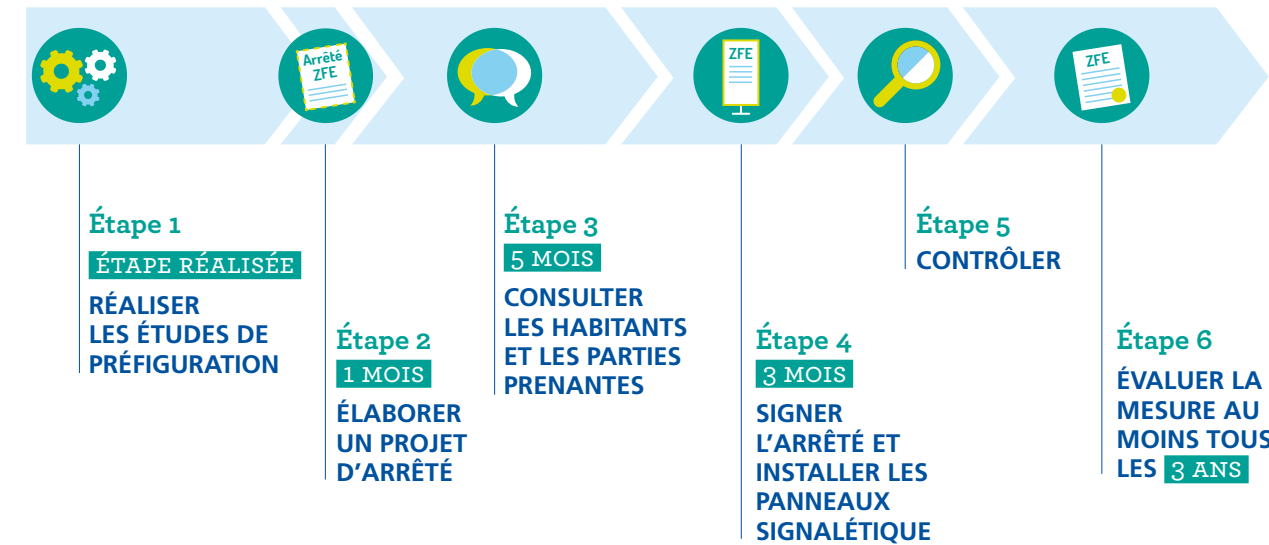 Arrêté
ZFE
ZFE
ZFE
Étape 1
ÉTAPE RÉALISÉE
RÉALISER
LES ÉTUDES DE
PRÉFIGURATION
Étape 2
1 MOIS
ÉLABORER
UN PROJET
D'ARRÊTÉ
Étape 3
5 MOIS
CONSULTER
LES HABITANTS
ET LES PARTIES
PRENANTES
Étape 4
3 MOIS
SIGNER
L'ARRÊTÉ ET
INSTALLER LES
PANNEAUX
SIGNALÉTIQUE
Étape 5
CONTRÔLER
Étape 6
ÉVALUER LA
MESURE AU
MOINS TOUS
LES 3 ANS